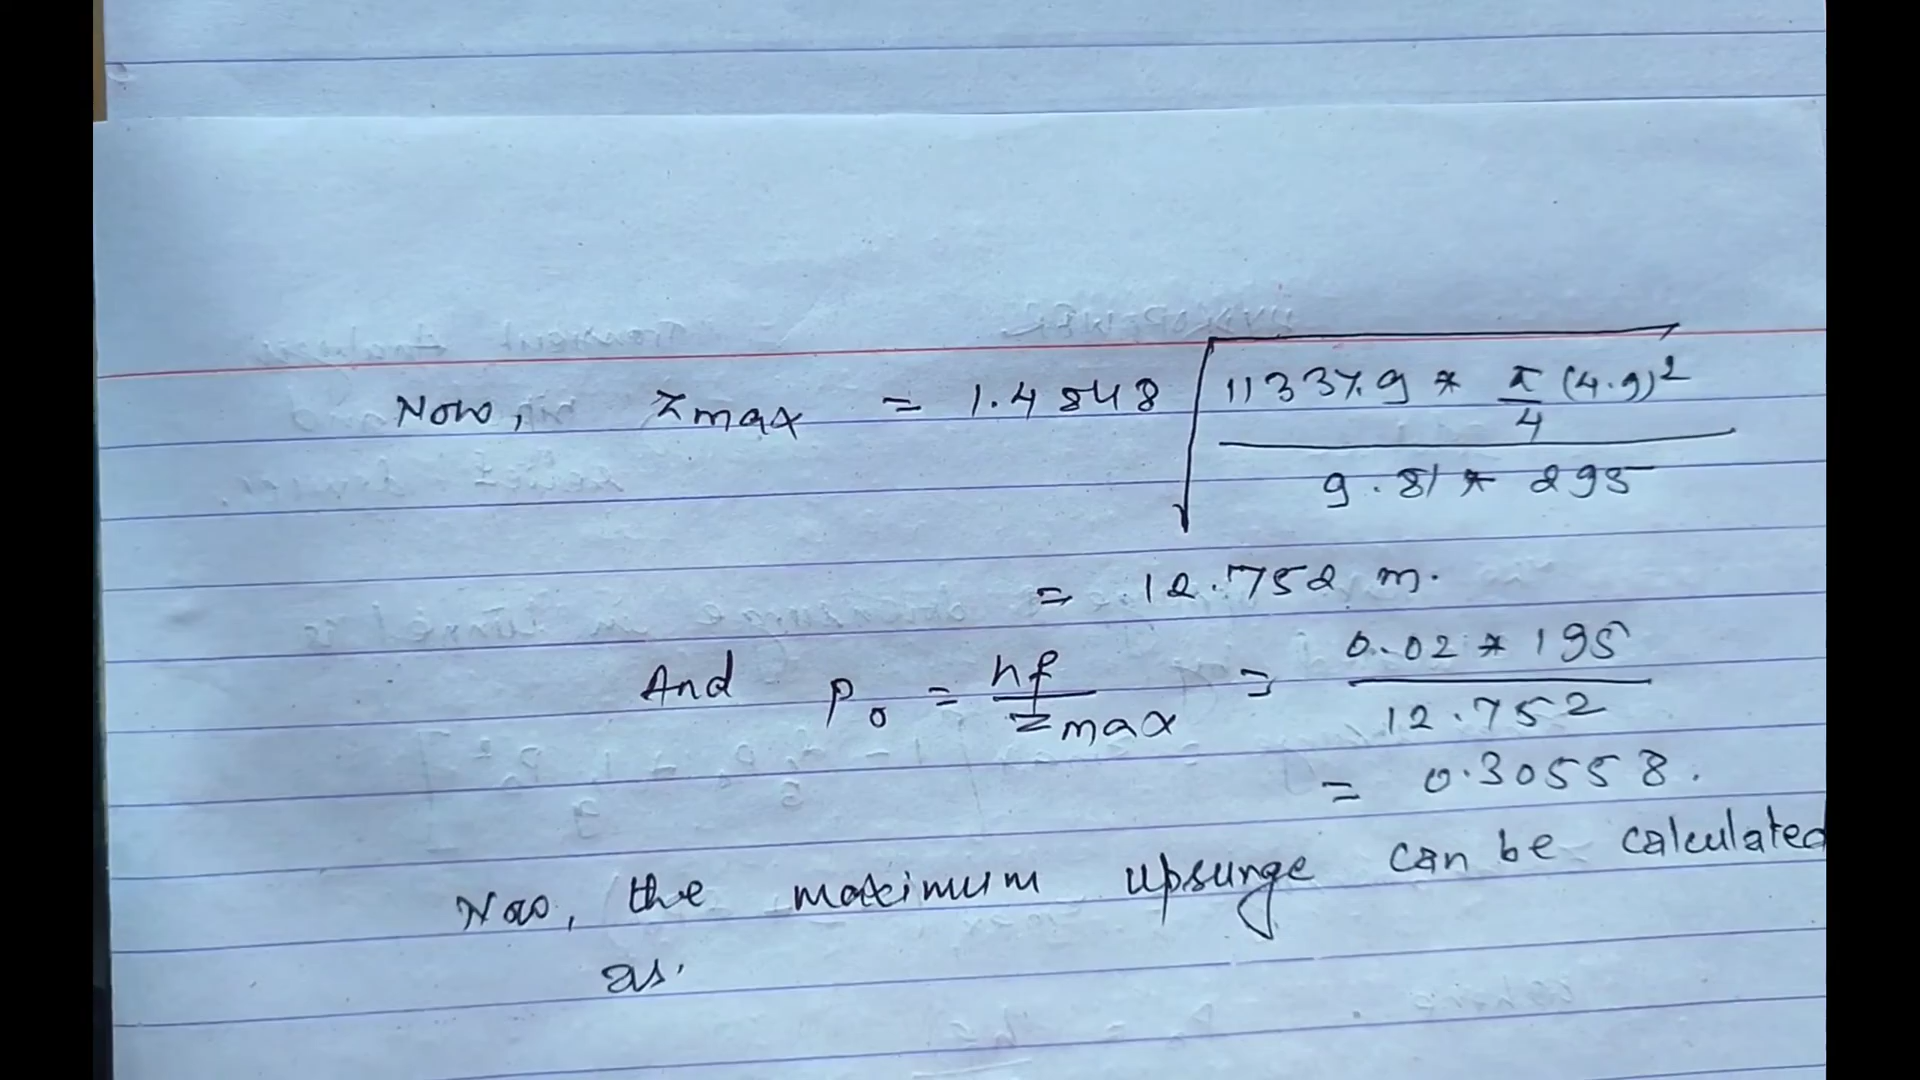 Now, Zmax = 1.4848 √(11337.9 * π/4 (4.9)² / 9.81 * 295)
= 12.752 m.
And P₀ = hf / Zmax = 0.02 * 195 / 12.752
= 0.30558.
Now, the maximum upsurge can be calculated
as.